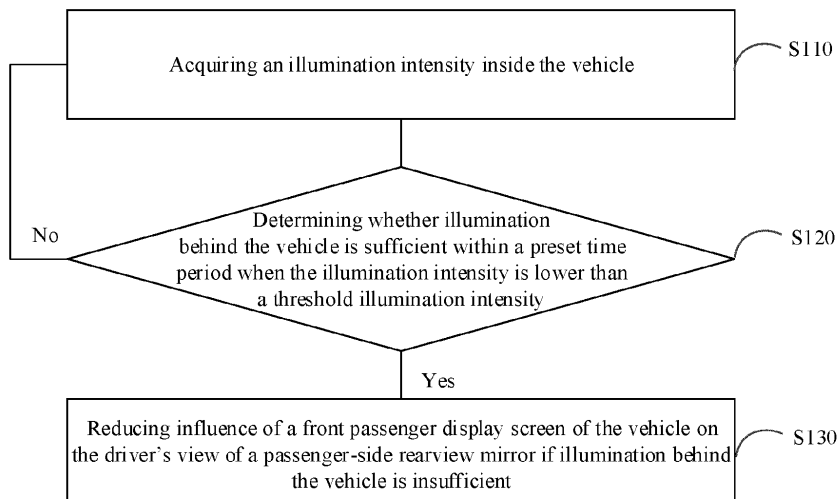 Acquiring an illumination intensity inside the vehicle
S110
Determining whether illumination
behind the vehicle is sufficient within a preset time
period when the illumination intensity is lower than
a threshold illumination intensity
No
S120
Yes
Reducing influence of a front passenger display screen of the vehicle on
the driver's view of a passenger-side rearview mirror if illumination behind
the vehicle is insufficient
S130